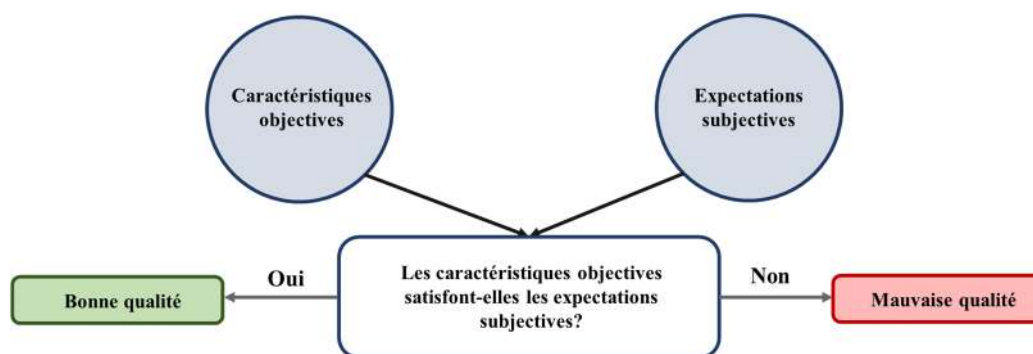 Caractéristiques
objectives
Expectations
subjectives
Oui
Les caractéristiques objectives
satisfont-elles les expectations
subjectives?
Non
Bonne qualité
Mauvaise qualité